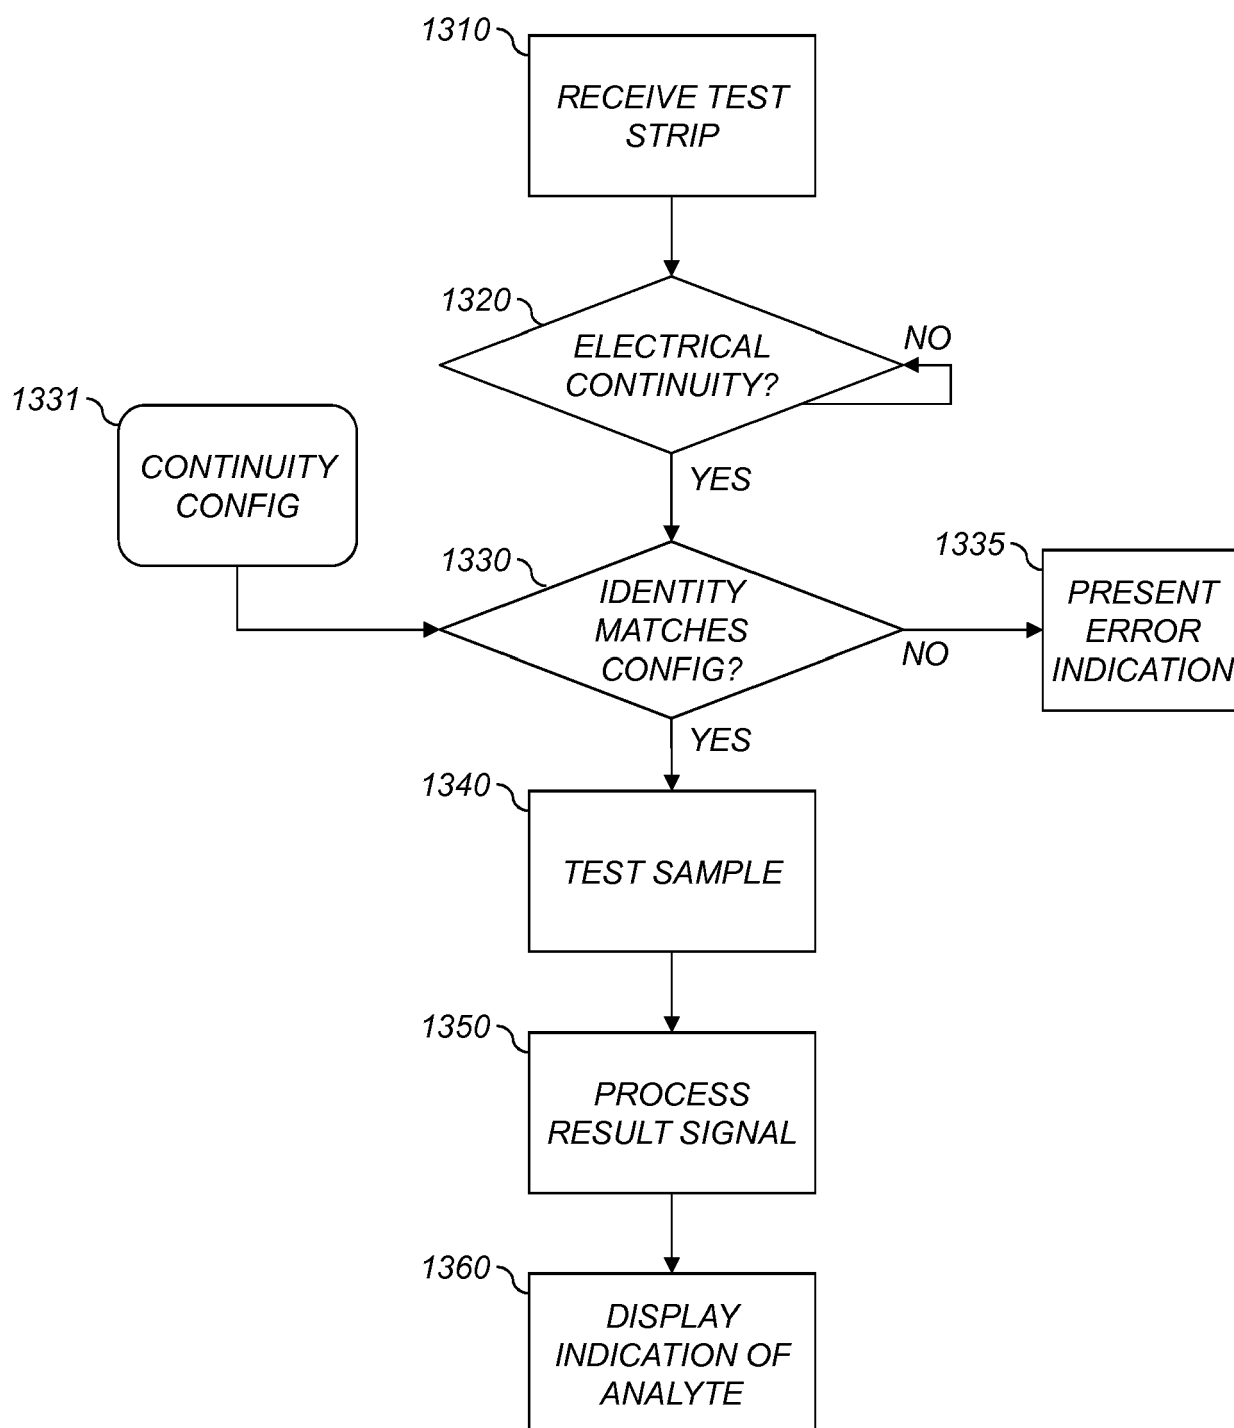 1310
RECEIVE TEST
STRIP
1320
ELECTRICAL
CONTINUITY?
NO
YES
1331
CONTINUITY
CONFIG
1330
IDENTITY
MATCHES
CONFIG?
NO
YES
1335
PRESENT
ERROR
INDICATION
1340
TEST SAMPLE
1350
PROCESS
RESULT SIGNAL
1360
DISPLAY
INDICATION OF
ANALYTE